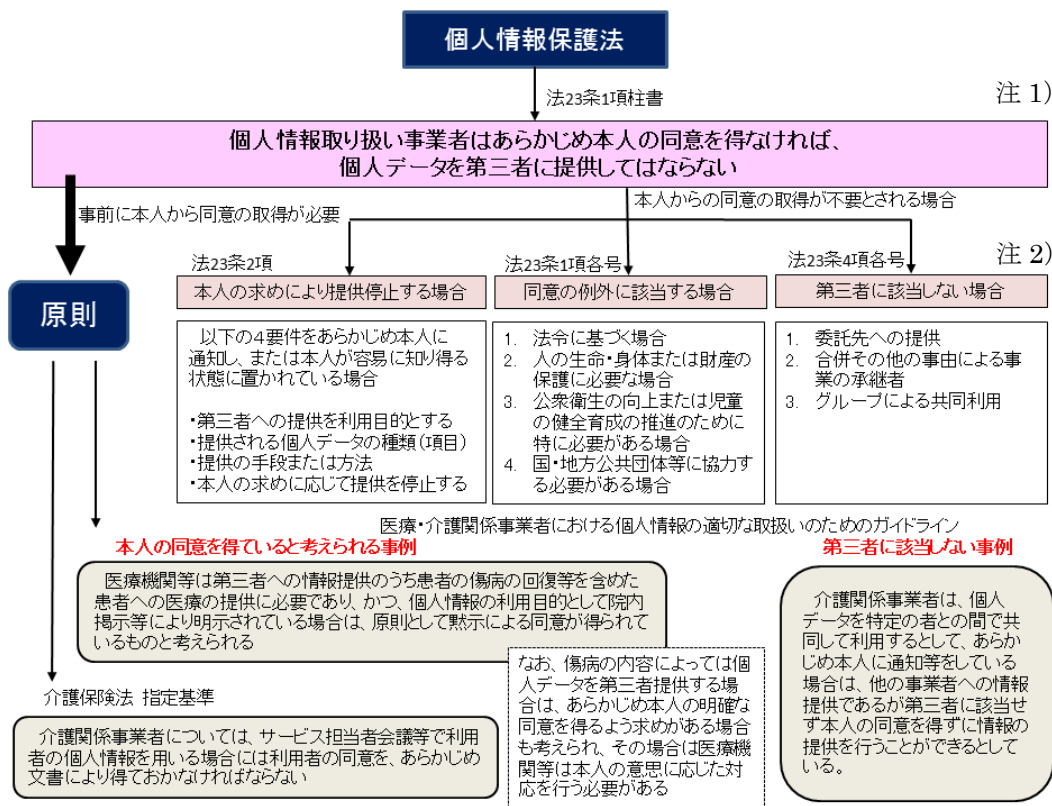 個人情報保護法
法23条1項柱書
注 1)
個人情報取り扱い事業者はあらかじめ本人の同意を得なければ、
個人データを第三者に提供してはならない
事前に本人から同意の取得が必要
本人からの同意の取得が不要とされる場合
原則
法23条2項
本人の求めにより提供停止する場合
以下の4要件をあらかじめ本人に
通知し、または本人が容易に知り得る
状態に置かれている場合
・第三者への提供を利用目的とする
・提供される個人データの種類(項目)
・提供の手段または方法
・本人の求めに応じて提供を停止する
法23条1項各号
同意の例外に該当する場合
1. 法令に基づく場合
2. 人の生命・身体または財産の
保護に必要な場合
3. 公衆衛生の向上または児童
の健全育成の推進のために
特に必要がある場合
4. 国・地方公共団体等に協力す
る必要がある場合
注 2)
法23条4項各号
第三者に該当しない場合
1. 委託先への提供
2. 合併その他の事由による事
業の承継者
3. グループによる共同利用
医療・介護関係事業者における個人情報の適切な取扱いのためのガイドライン
本人の同意を得ていると考えられる事例
医療機関等は第三者への情報提供のうち患者の傷病の回復等を含めた
患者への医療の提供に必要であり、かつ、個人情報の利用目的として院内
掲示等により明示されている場合は、原則として黙示による同意が得られて
いるものと考えられる
なお、傷病の内容によっては個
人データを第三者提供する場
合は、あらかじめ本人の明確な
同意を得るよう求めがある場合
も考えられ、その場合は医療機
関等は本人の意思に応じた対
応を行う必要がある
介護保険法 指定基準
介護関係事業者については、サービス担当者会議等で利用
者の個人情報を用いる場合には利用者の同意を、あらかじめ
文書により得ておかなければならない
第三者に該当しない事例
介護関係事業者は、個人
データを特定の者との間で共
同して利用するとして、あらか
じめ本人に通知等をしている
場合は、他の事業者への情報
提供であるが第三者に該当せ
ず本人の同意を得ずに情報の
提供を行うことができるとして
いる。